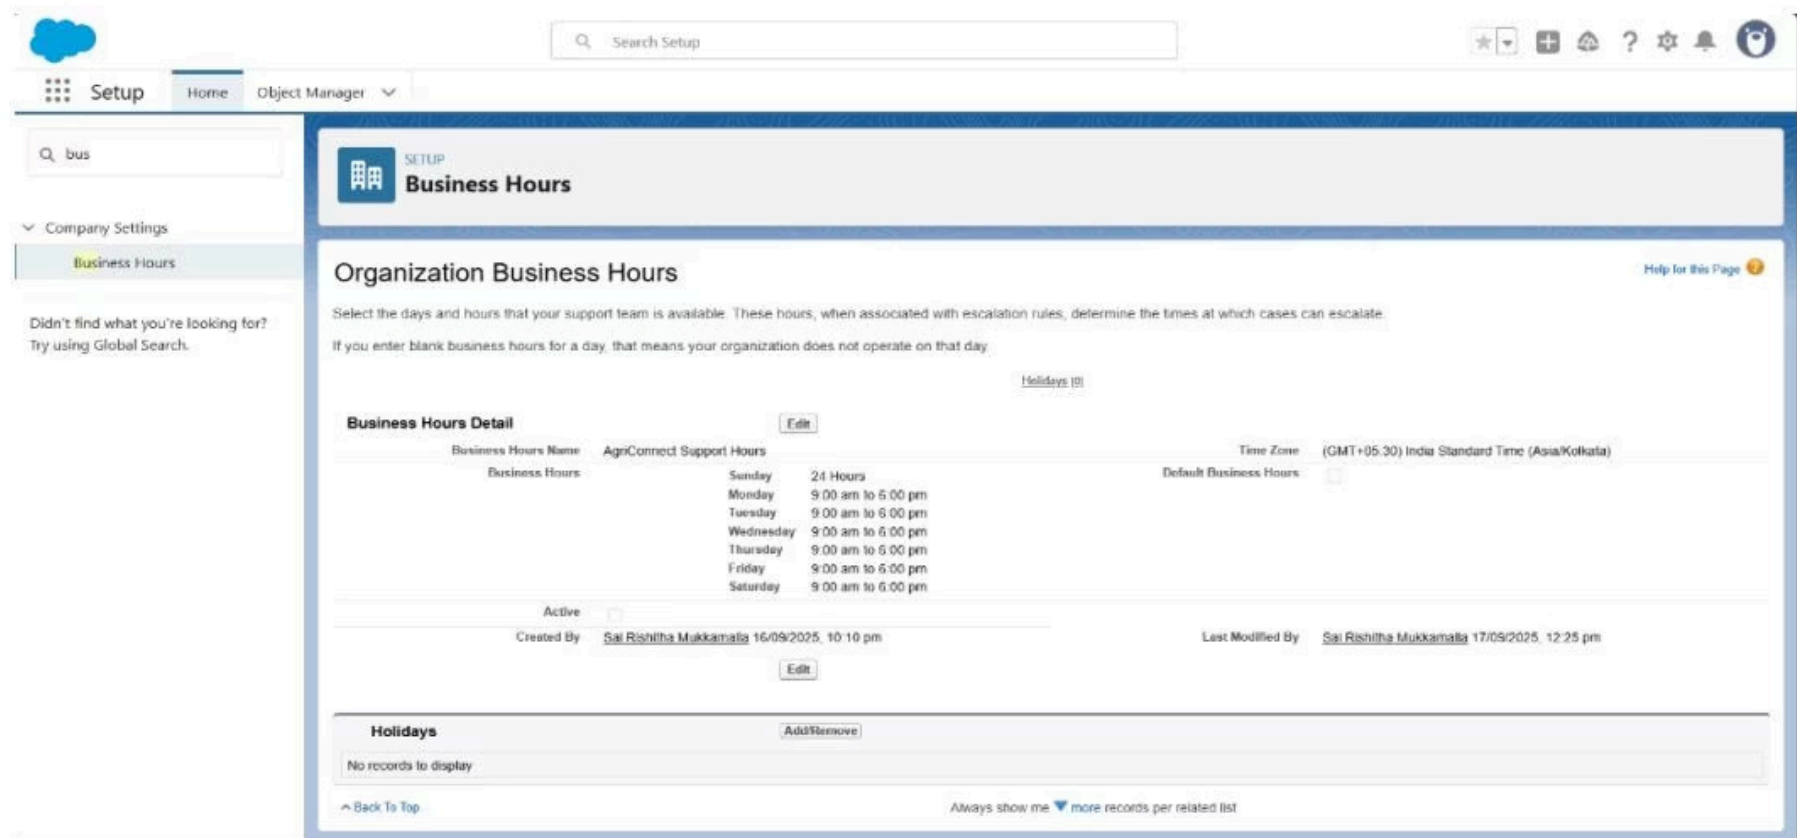 Search Setup
Setup Home Object Manager
bus
SETUP
Business Hours
Company Settings
Business Hours
Didn't find what you're looking for?
Try using Global Search.
Organization Business Hours
Help for this Page
Select the days and hours that your support team is available. These hours, when associated with escalation rules, determine the times at which cases can escalate.
If you enter blank business hours for a day, that means your organization does not operate on that day.
Holidays [0]
Business Hours Detail Edit
Business Hours Name AgriConnect Support Hours Time Zone (GMT+05:30) India Standard Time (Asia/Kolkata)
Business Hours Sunday 24 Hours Default Business Hours
Monday 9:00 am to 6:00 pm
Tuesday 9:00 am to 6:00 pm
Wednesday 9:00 am to 6:00 pm
Thursday 9:00 am to 6:00 pm
Friday 9:00 am to 6:00 pm
Saturday 9:00 am to 6:00 pm
Active
Created By Sai Rishitha Mukkamalla 16/09/2025, 10:10 pm Last Modified By Sai Rishitha Mukkamalla 17/09/2025, 12:25 pm
Edit
Holidays Add/Remove
No records to display
Back To Top Always show me more records per related list